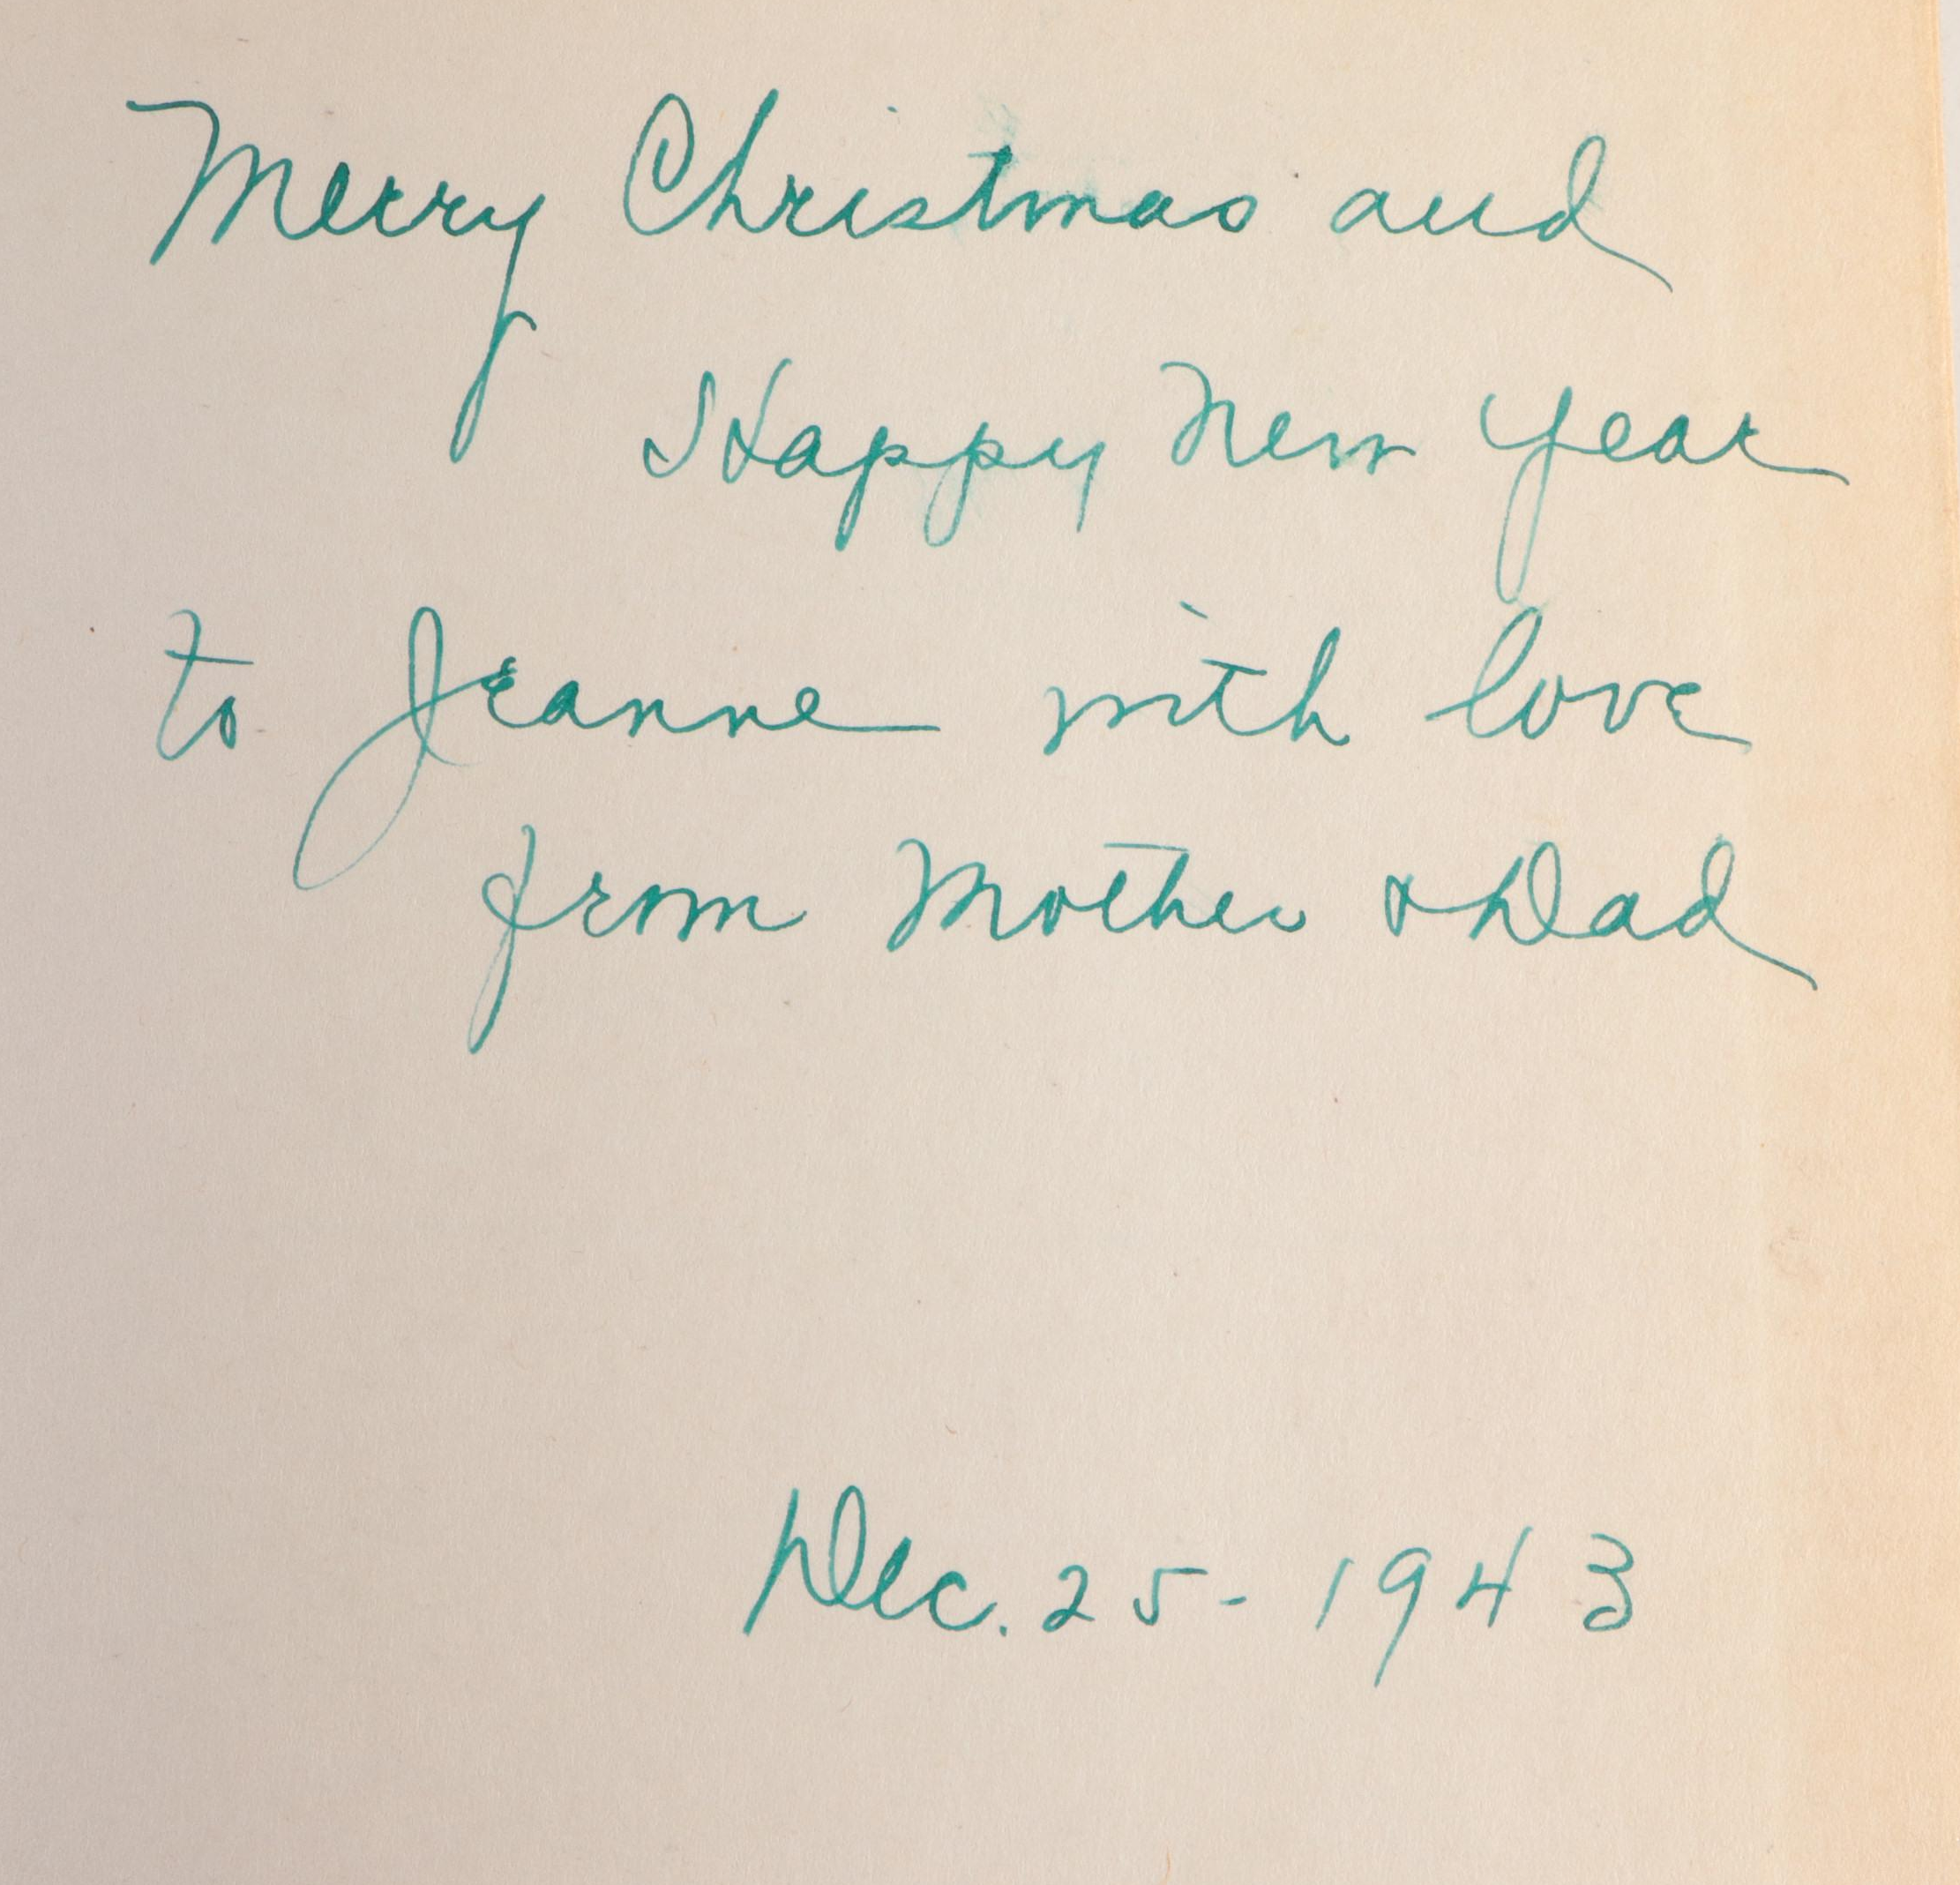 Merry Christmas and
Happy New Year
to Jeanne with love
from Mother & Dad
Dec. 25 - 1943